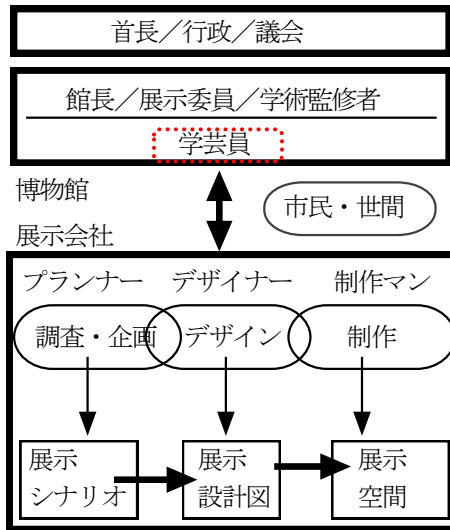 首長／行政／議会
館長／展示委員／学術監修者
学芸員
博物館
市民・世間
展示会社
プランナー　デザイナー　制作マン
調査・企画　デザイン　制作
展示　展示　展示
シナリオ　設計図　空間